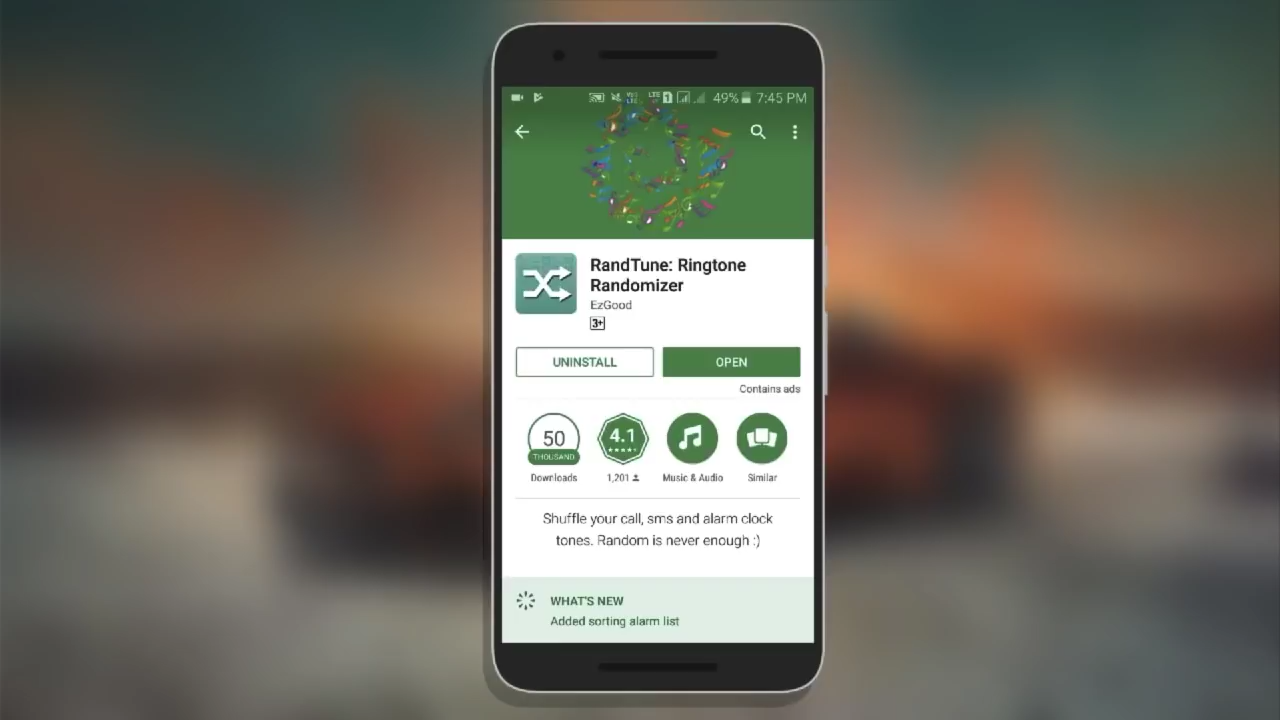 49% 7:45 PM
RandTune: Ringtone
Randomizer
EzGood
3+
UNINSTALL
OPEN
Contains ads
50
THOUSAND
4.1
Downloads
1,201
Music & Audio
Similar
Shuffle your call, sms and alarm clock
tones. Random is never enough :)
WHAT'S NEW
Added sorting alarm list